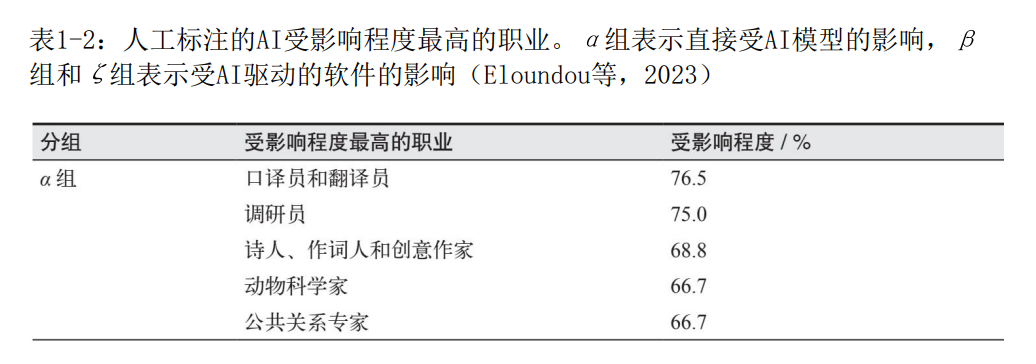 表1-2：人工标注的AI受影响程度最高的职业。α组表示直接受AI模型的影响，β
组和ζ组表示受AI驱动的软件的影响（Eloundou等，2023）
分组 受影响程度最高的职业 受影响程度 / %
α 组 口译员和翻译员 76.5
调研员 75.0
诗人、作词人和创意作家 68.8
动物科学家 66.7
公共关系专家 66.7